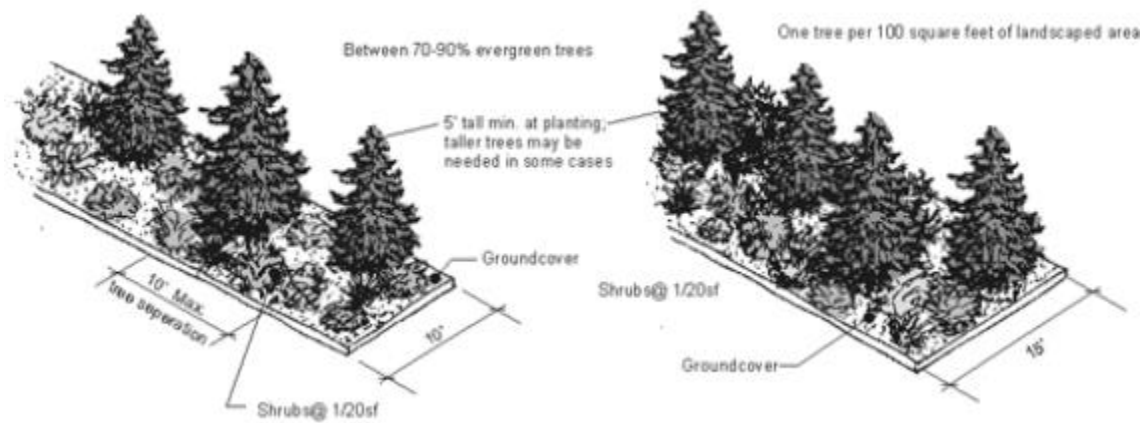 Between 70-90% evergreen trees
One tree per 100 square feet of landscaped area
5' tall min. at planting;
taller trees may be
needed in some cases
Groundcover
10' Max.
tree seperation
10'
Shrubs@ 1/20sf
Shrubs@ 1/20sf
Groundcover
15'